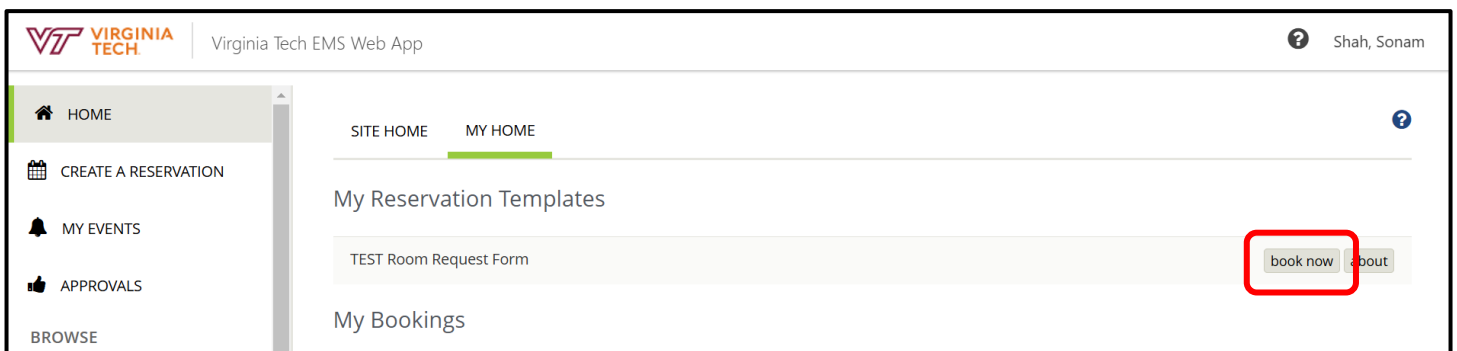 VIRGINIA
TECH
Virginia Tech EMS Web App
? Shah, Sonam
HOME
CREATE A RESERVATION
MY EVENTS
APPROVALS
BROWSE
SITE HOME MY HOME
?
My Reservation Templates
TEST Room Request Form
book now about
My Bookings